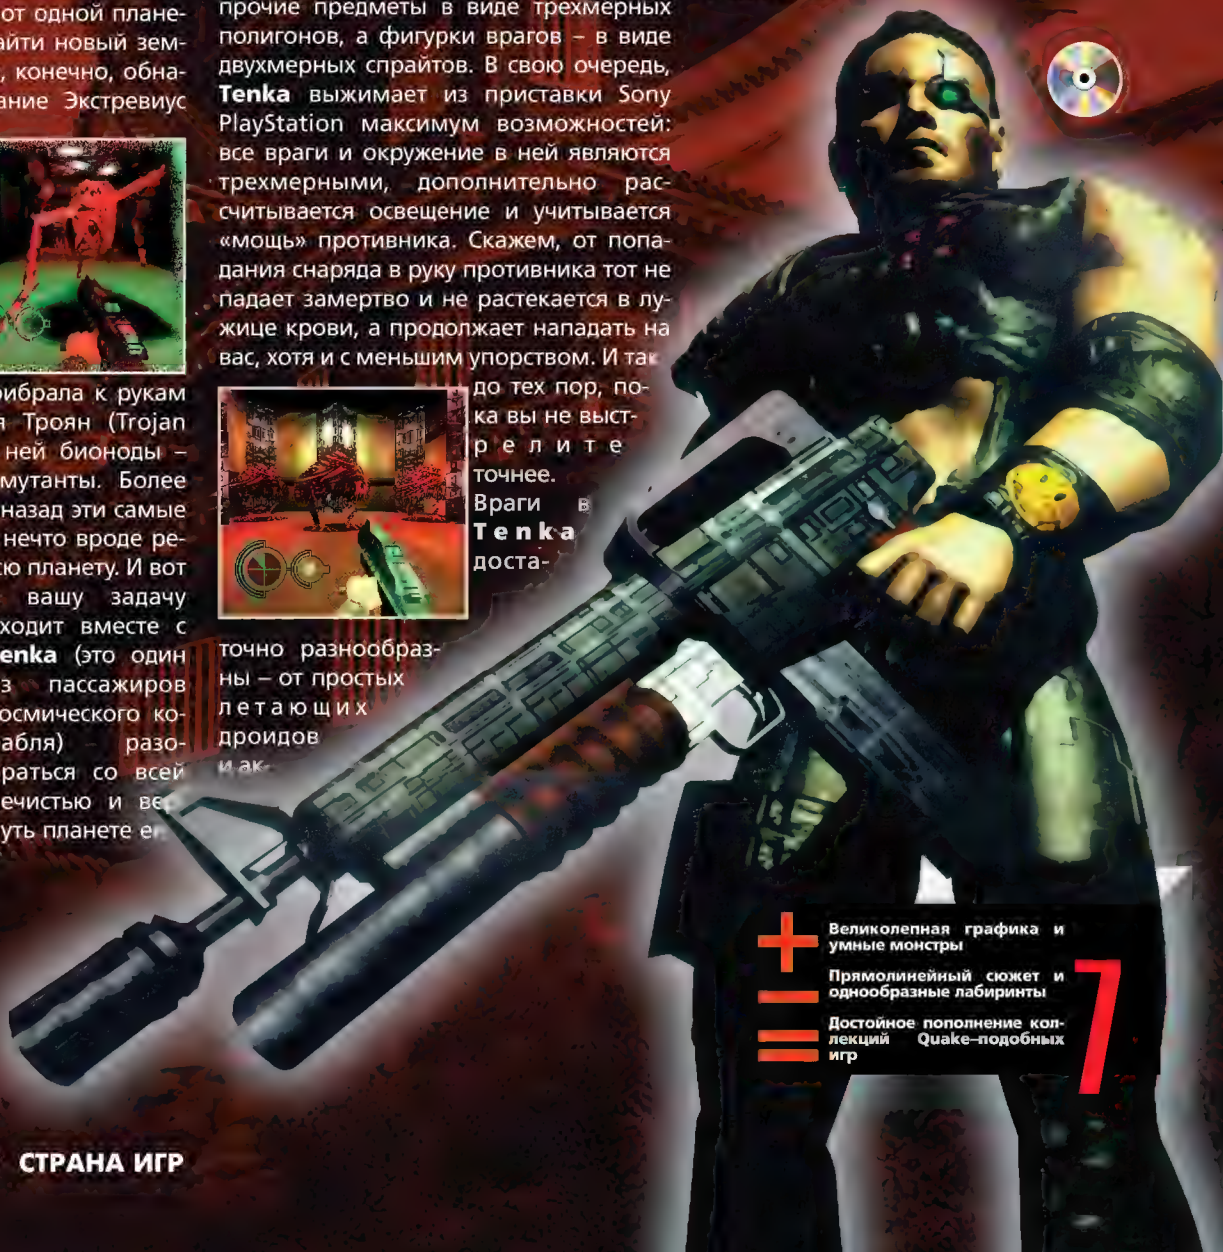 от одной плане-
айти новый зем-
, конечно, обна-
ание Экстревиус
рибрала к рукам
я Троян (Trojan
ней бионоды –
мутанты. Более
назад эти самые
нечто вроде ре-
сю планету. И вот
вашу задачу
ходит вместе с
enka (это один
з пассажиров
осмического ко-
абля) разо-
раться со всей
ечистью и ве
уть планете е
прочие предметы в виде трехмерных
полигонов, а фигурки врагов – в виде
двухмерных спрайтов. В свою очередь,
Tenka выжимает из приставки Sony
PlayStation максимум возможностей:
все враги и окружение в ней являются
трехмерными, дополнительно рас-
считывается освещение и учитывается
«мощь» противника. Скажем, от попа-
дания снаряда в руку противника тот не
падает замертво и не растекается в лу-
жице крови, а продолжает нападать на
вас, хотя и с меньшим упорством. И так
до тех пор, по-
ка вы не выст-
релите
точнее.
Враги в
Tenka
доста-
точно разнообраз-
ны – от простых
летающих
дроидов
и ак-
Великолепная графика и
умные монстры
Прямолинейный сюжет и
однообразные лабиринты
Достойное пополнение кол-
лекций Quake–подобных
игр
7
СТРАНА ИГР